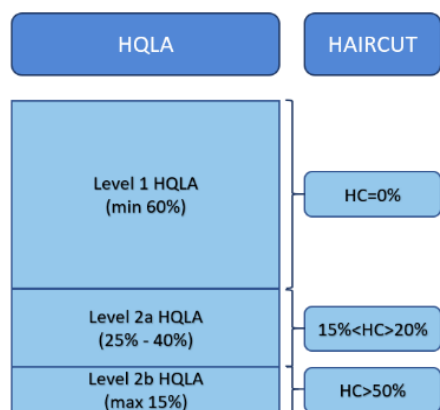 HQLA
HAIRCUT
Level 1 HQLA
(min 60%)
HC=0%
Level 2a HQLA
(25% - 40%)
15%<HC>20%
Level 2b HQLA
(max 15%)
HC>50%